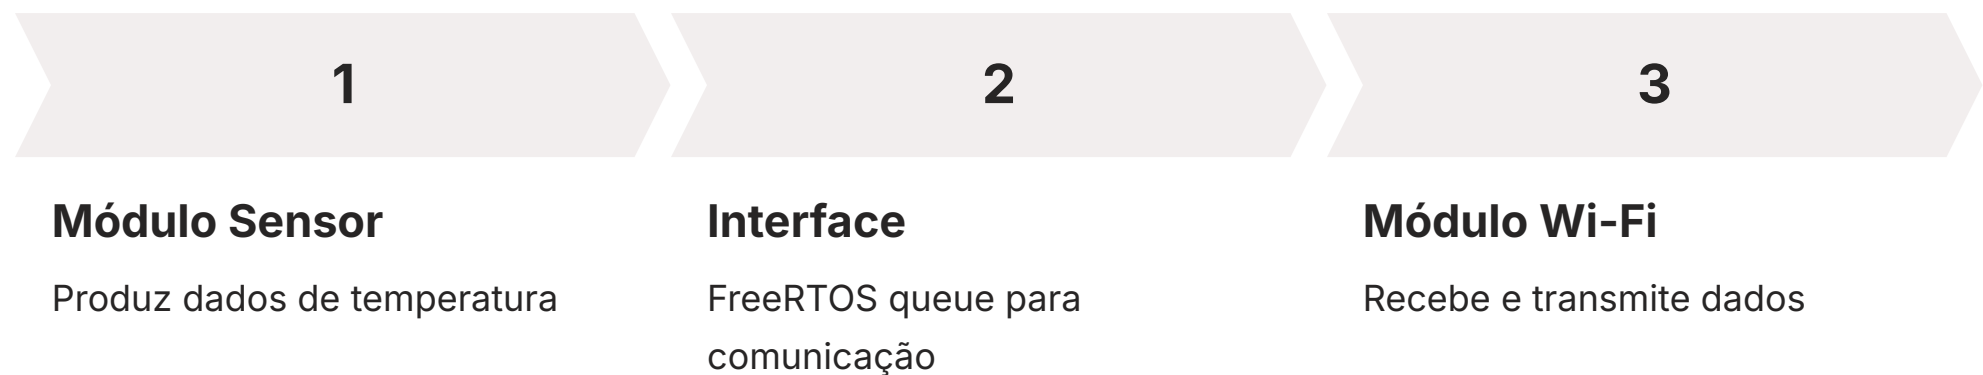 1
2
3
Módulo Sensor
Produz dados de temperatura
Interface
FreeRTOS queue para
comunicação
Módulo Wi-Fi
Recebe e transmite dados